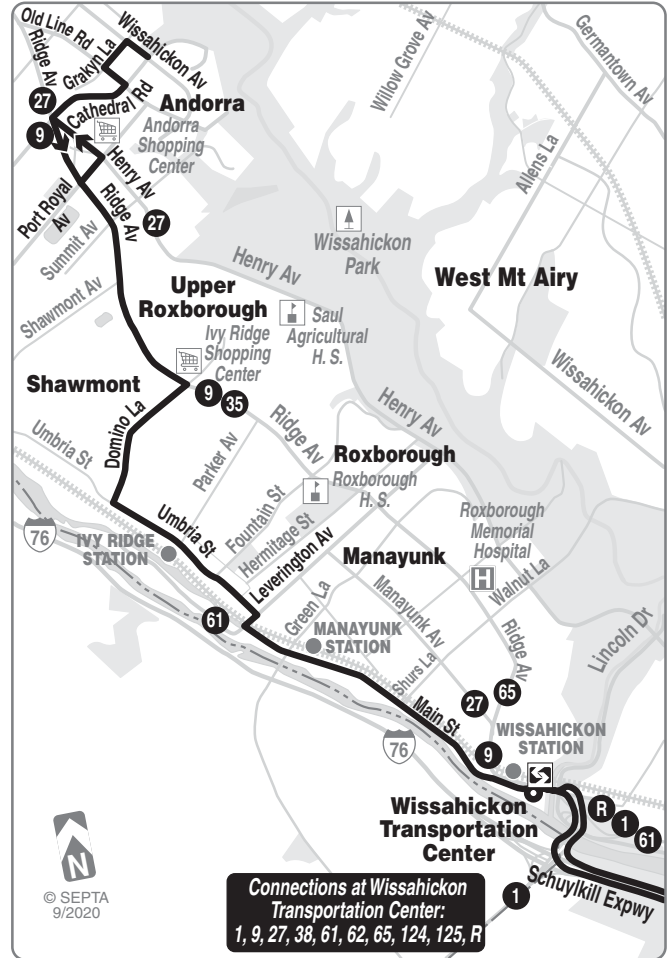 Old Line Rd
Wissahickon Av
Ridge Av
Grakyn La
Cathedral Rd
27
9
Andorra
Andorra
Shopping
Center
Henry Av
Port Royal
Av
Ridge Av
27
Summit Av
Shawmont Av
Willow Grove Av
Germantown Av
Allens La
Wissahickon
Park
Henry Av
West Mt Airy
Upper
Roxborough
Ivy Ridge
Shopping
Center
Saul
Agricultural
H. S.
Shawmont
9
35
Wissahickon Av
Domino La
Henry Av
Ridge Av
Umbria St
Parker Av
Roxborough
Roxborough
H. S.
Fountain St
Hermitage St
Roxborough
Memorial
Hospital
H
76
IVY RIDGE
STATION
Umbria St
Leverington Av
Manayunk
Walnut La
61
Green La
Manayunk Av
MANAYUNK
STATION
Ridge Av
Lincoln Dr
Shurs La
Main St
27
65
76
9
WISSAHICKON
STATION
S
Wissahickon
Transportation
Center
R
1
61
N
© SEPTA
9/2020
Connections at Wissahickon
Transportation Center:
1, 9, 27, 38, 61, 62, 65, 124, 125, R
1
Schuylkill Expwy